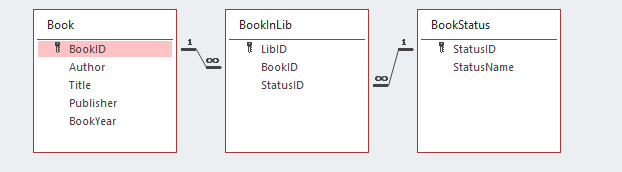 Book
BookID
Author
Title
Publisher
BookYear
1
∞
BookInLib
LibID
BookID
StatusID
∞
1
BookStatus
StatusID
StatusName